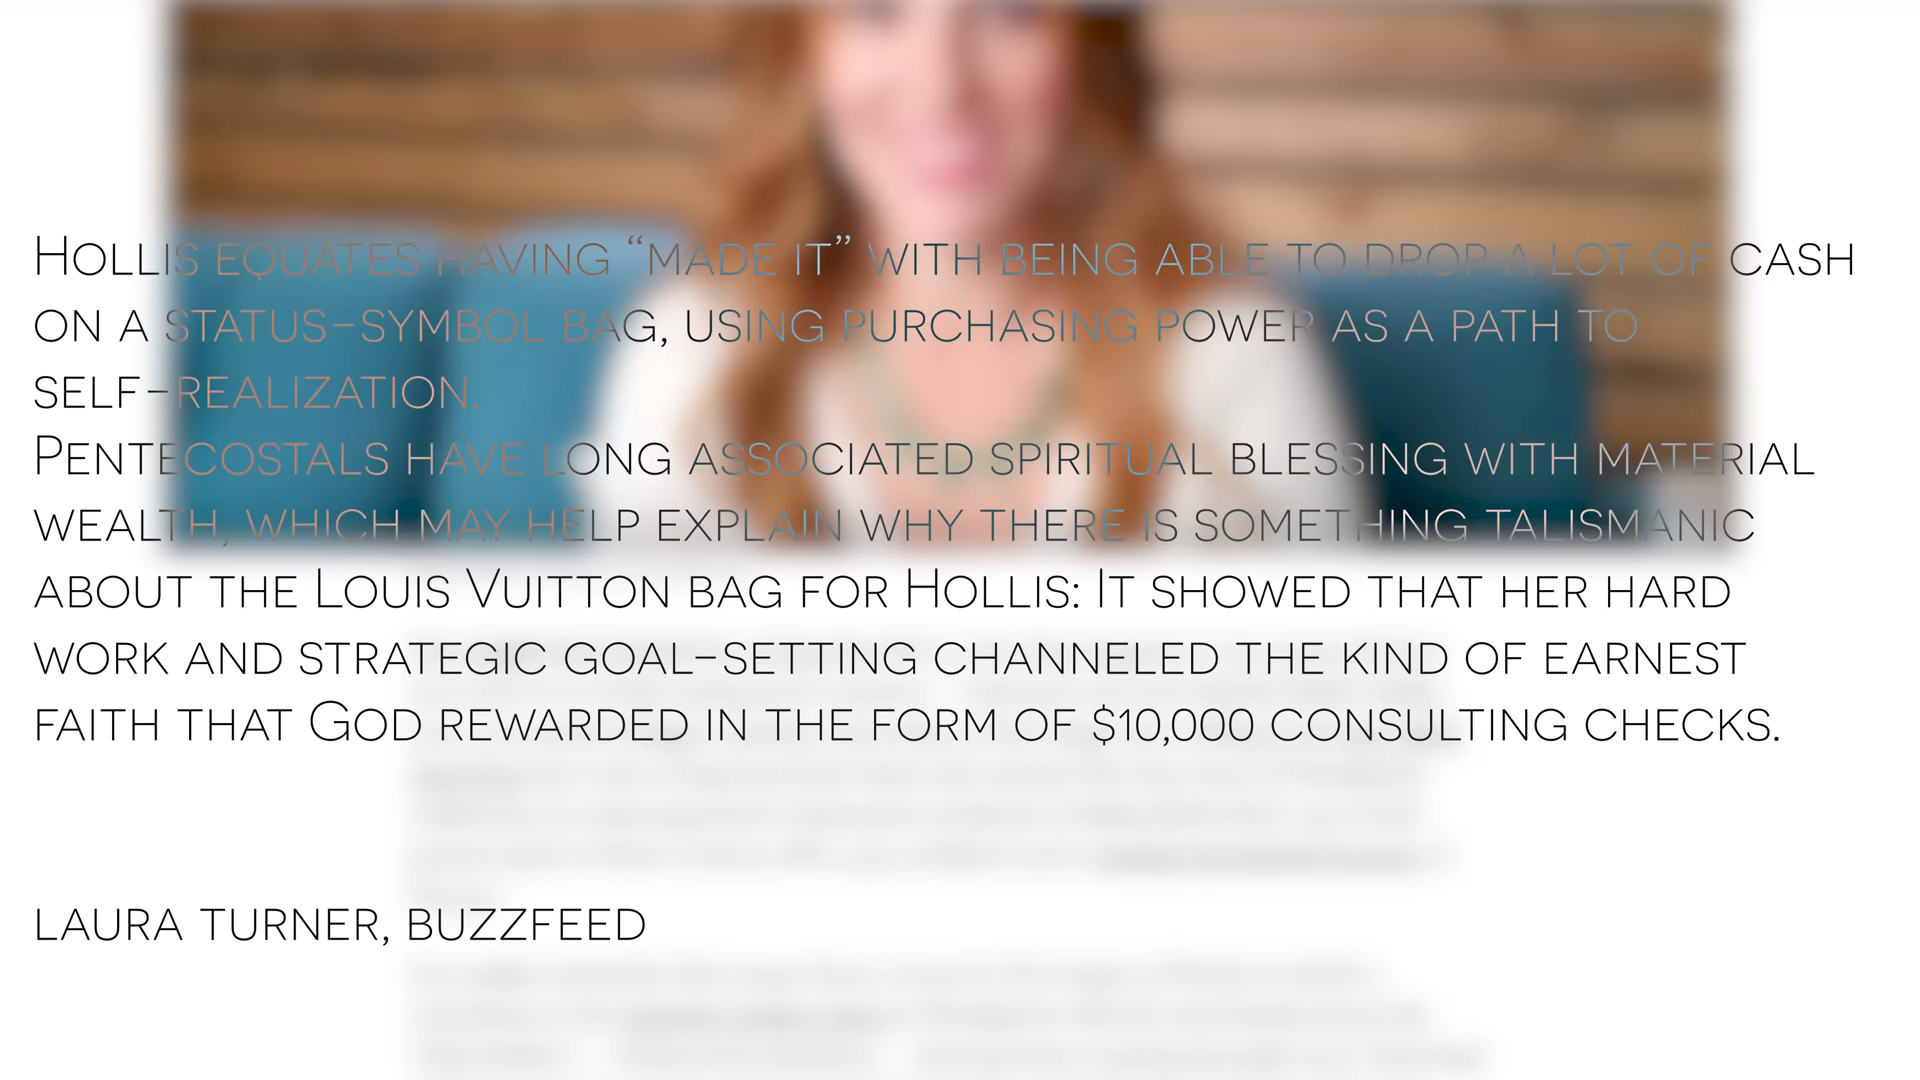 Hollis equates having “made it” with being able to drop a lot of cash
on a status-symbol bag, using purchasing power as a path to
self-realization.
Pentecostals have long associated spiritual blessing with material
wealth, which may help explain why there is something talismanic
about the Louis Vuitton bag for Hollis: It showed that her hard
work and strategic goal-setting channeled the kind of earnest
faith that God rewarded in the form of $10,000 consulting checks.
laura turner, buzzfeed